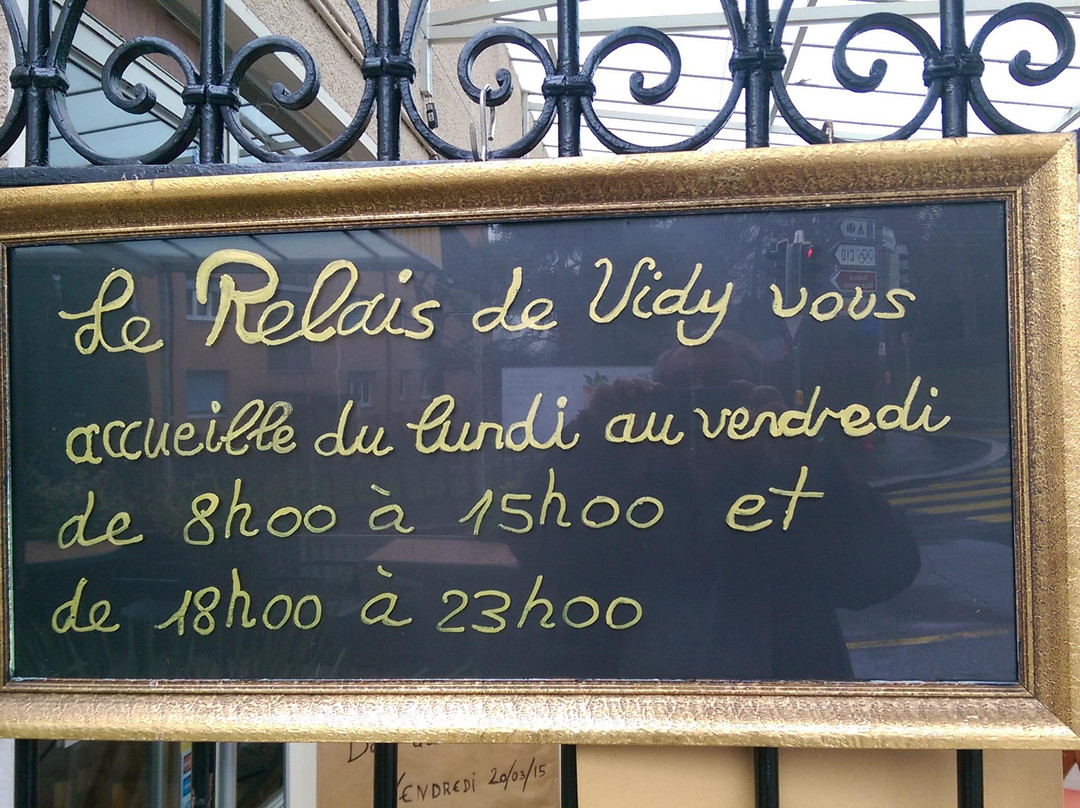 Le Relais de Vidy vous
accueille du lundi au vendredi
de 8h00 à 15h00 et
de 18h00 à 23h00
VENDREDI 20/03/15